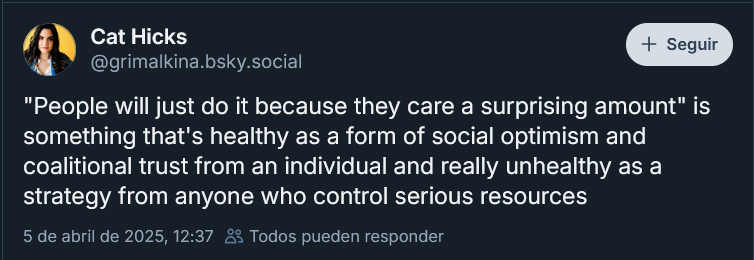 Cat Hicks
@grimalkina.bsky.social
+ Seguir
"People will just do it because they care a surprising amount" is
something that's healthy as a form of social optimism and
coalitional trust from an individual and really unhealthy as a
strategy from anyone who control serious resources
5 de abril de 2025, 12:37 Todos pueden responder